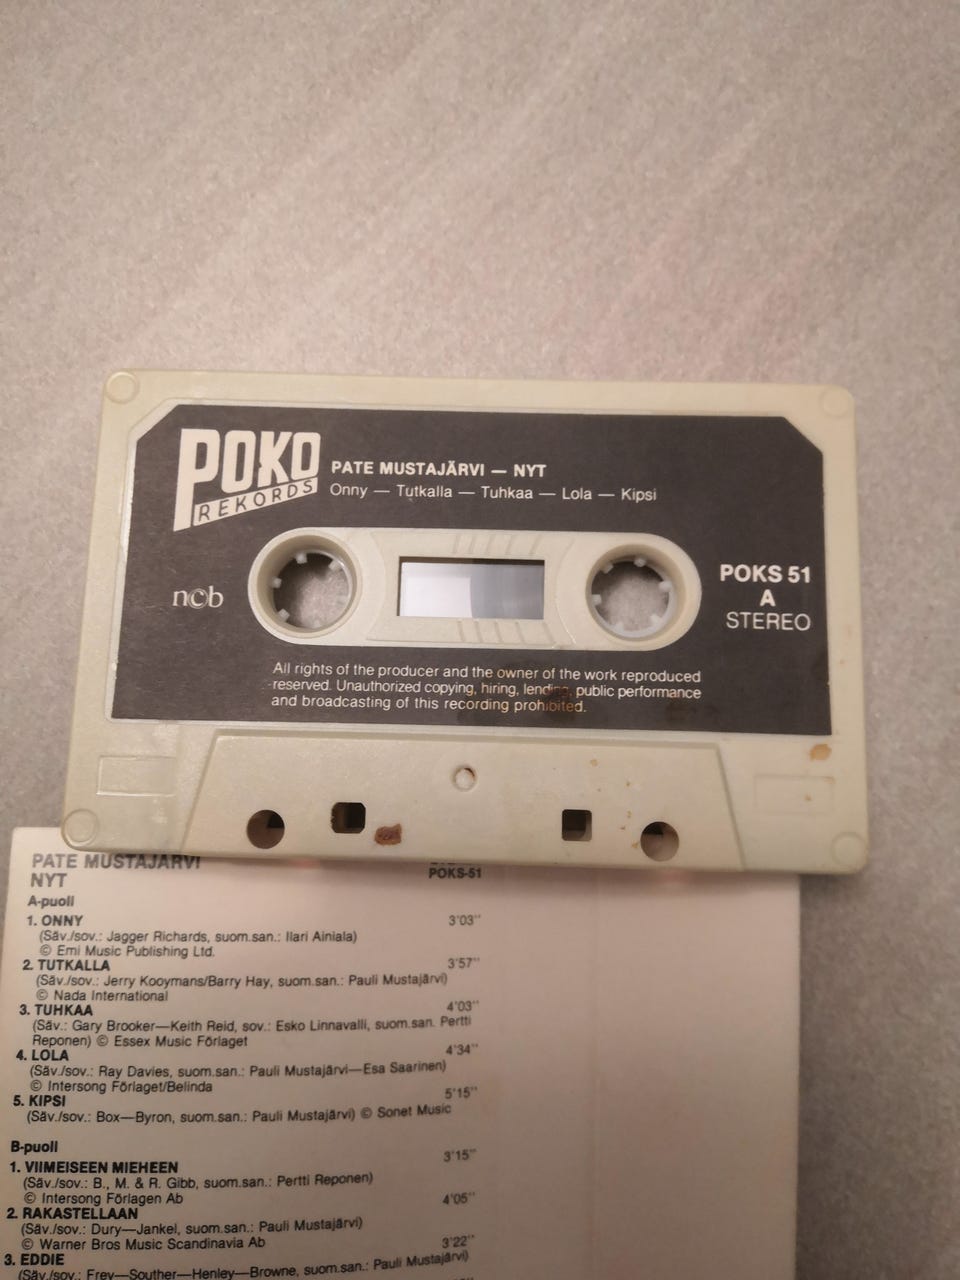 POKO
REKORDS
PATE MUSTAJÄRVI — NYT
Onny — Tutkalla — Tuhkaa — Lola — Kipsi
ncb
POKS 51
A
STEREO
All rights of the producer and the owner of the work reproduced
reserved. Unauthorized copying, hiring, lending, public performance
and broadcasting of this recording prohibited.
PATE MUSTAJÄRVI
NYT
POKS-51
A-puoli
1. ONNY 3'03''
(Säv./sov.: Jagger Richards, suom.san.: Ilari Ainiala)
© Emi Music Publishing Ltd.
2. TUTKALLA 3'57''
(Säv./sov.: Jerry Kooymans/Barry Hay, suom.san.: Pauli Mustajärvi)
© Nada International
3. TUHKAA 4'03''
(Säv.: Gary Brooker—Keith Reid, sov.: Esko Linnavalli, suom.san. Pertti
Reponen) © Essex Music Förlaget
4. LOLA 4'34''
(Säv./sov.: Ray Davies, suom.san.: Pauli Mustajärvi—Esa Saarinen)
© Intersong Förlaget/Belinda
5. KIPSI 5'15''
(Säv./sov.: Box—Byron, suom.san.: Pauli Mustajärvi) © Sonet Music
B-puoli
1. VIIMEISEEN MIEHEEN 3'15''
(Säv./sov.: B., M. & R. Gibb, suom.san.: Pertti Reponen)
© Intersong Förlagen Ab
2. RAKASTELLAAN 4'05''
(Säv./sov.: Dury—Jankel, suom.san.: Pauli Mustajärvi)
© Warner Bros Music Scandinavia Ab
3. EDDIE 3'22''
(Säv./sov.: Frey—Souther—Henley—Browne, suom.san.: Pauli Mustajärvi)